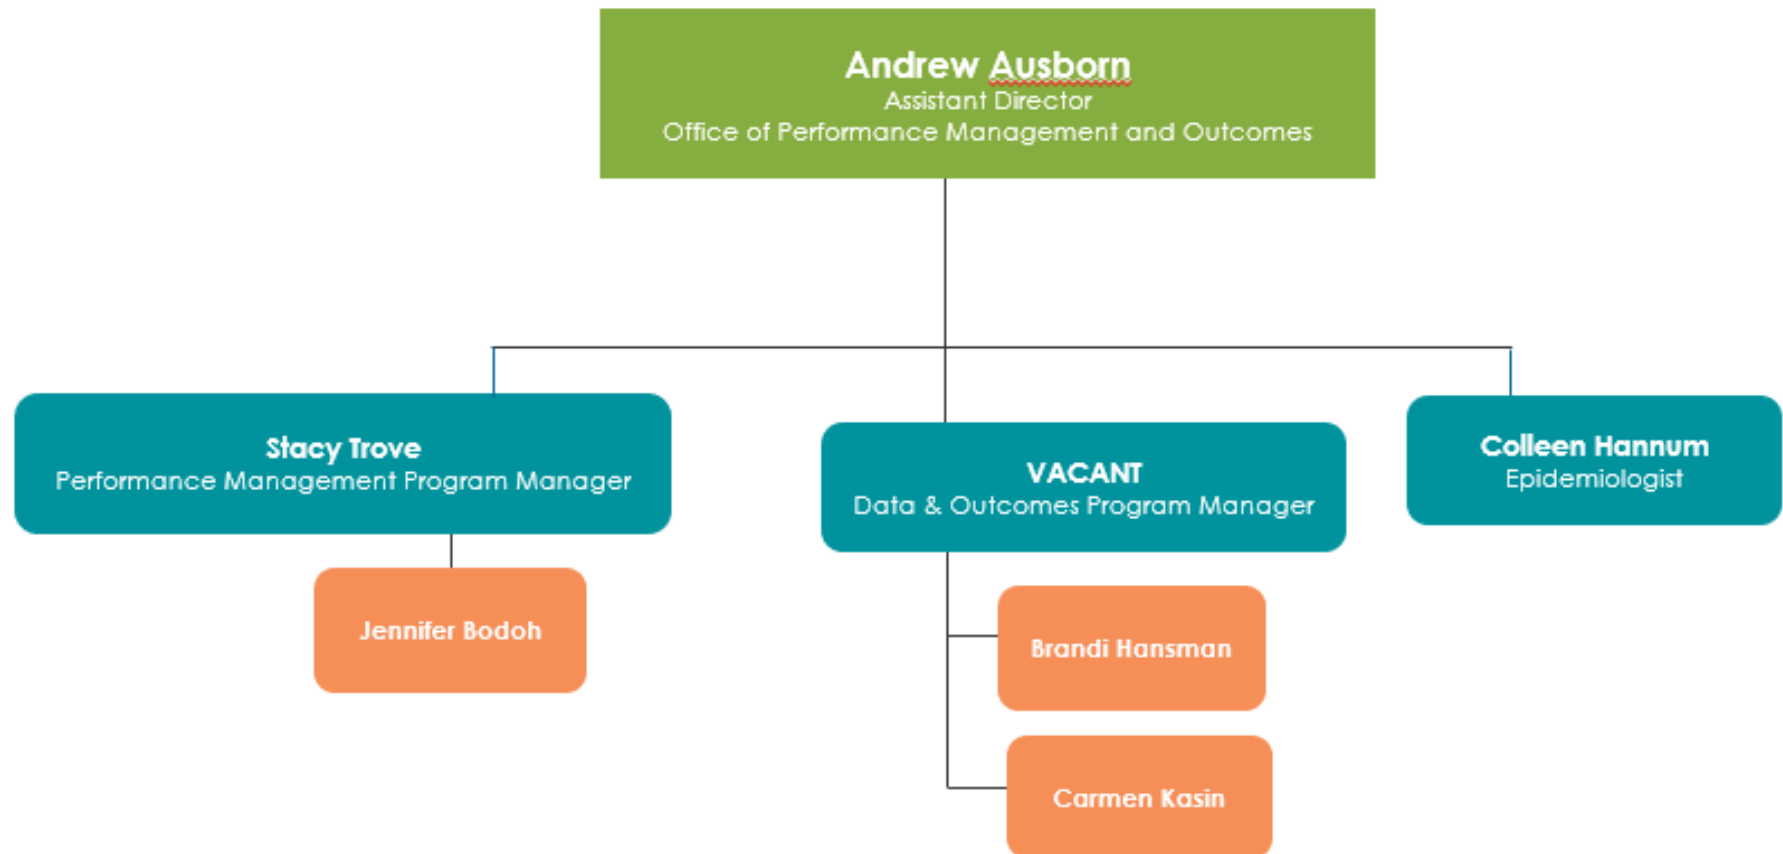 Andrew Ausborn
Assistant Director
Office of Performance Management and Outcomes
Stacy Trove
Performance Management Program Manager
VACANT
Data & Outcomes Program Manager
Colleen Hannum
Epidemiologist
Jennifer Bodoh
Brandi Hansman
Carmen Kasin